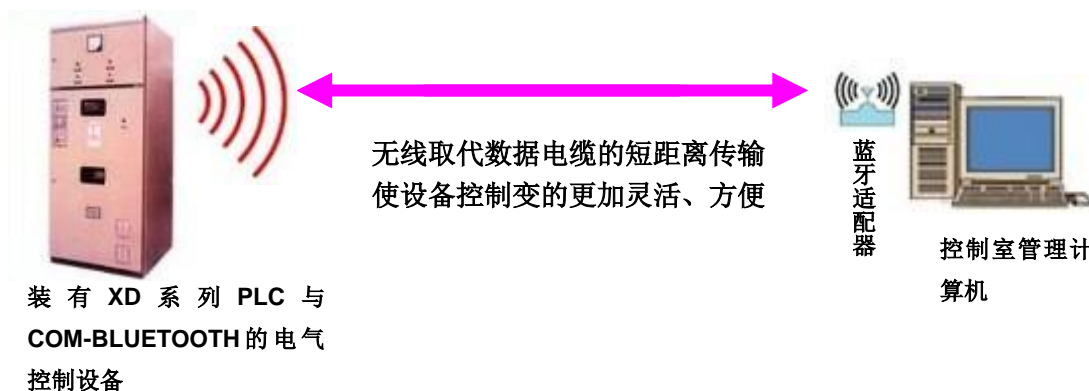 无线取代数据电缆的短距离传输
使设备控制变的更加灵活、方便
蓝牙适配器
控制室管理计
算机
装有 XD 系列 PLC 与
COM-BLUETOOTH 的电气
控制设备